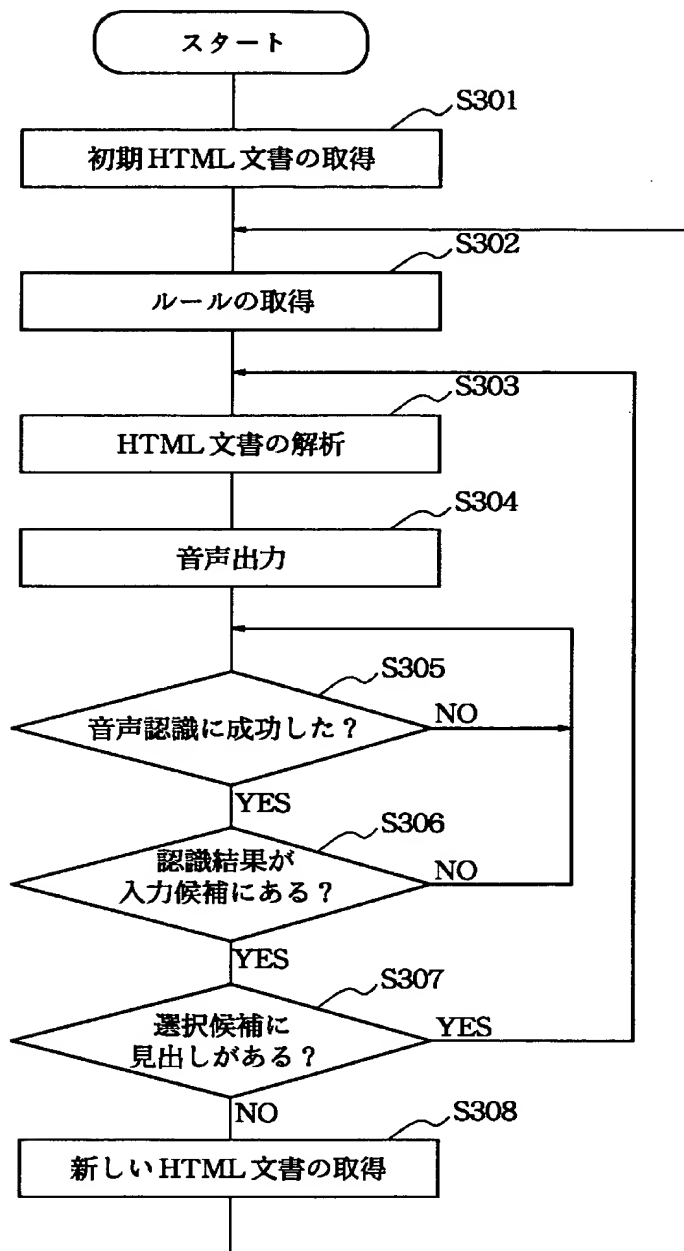 スタート
S301
初期HTML文書の取得
S302
ルールの取得
S303
HTML文書の解析
S304
音声出力
S305
音声認識に成功した？
NO
YES
S306
認識結果が
入力候補にある？
NO
YES
S307
選択候補に
見出しがある？
YES
NO
S308
新しいHTML文書の取得